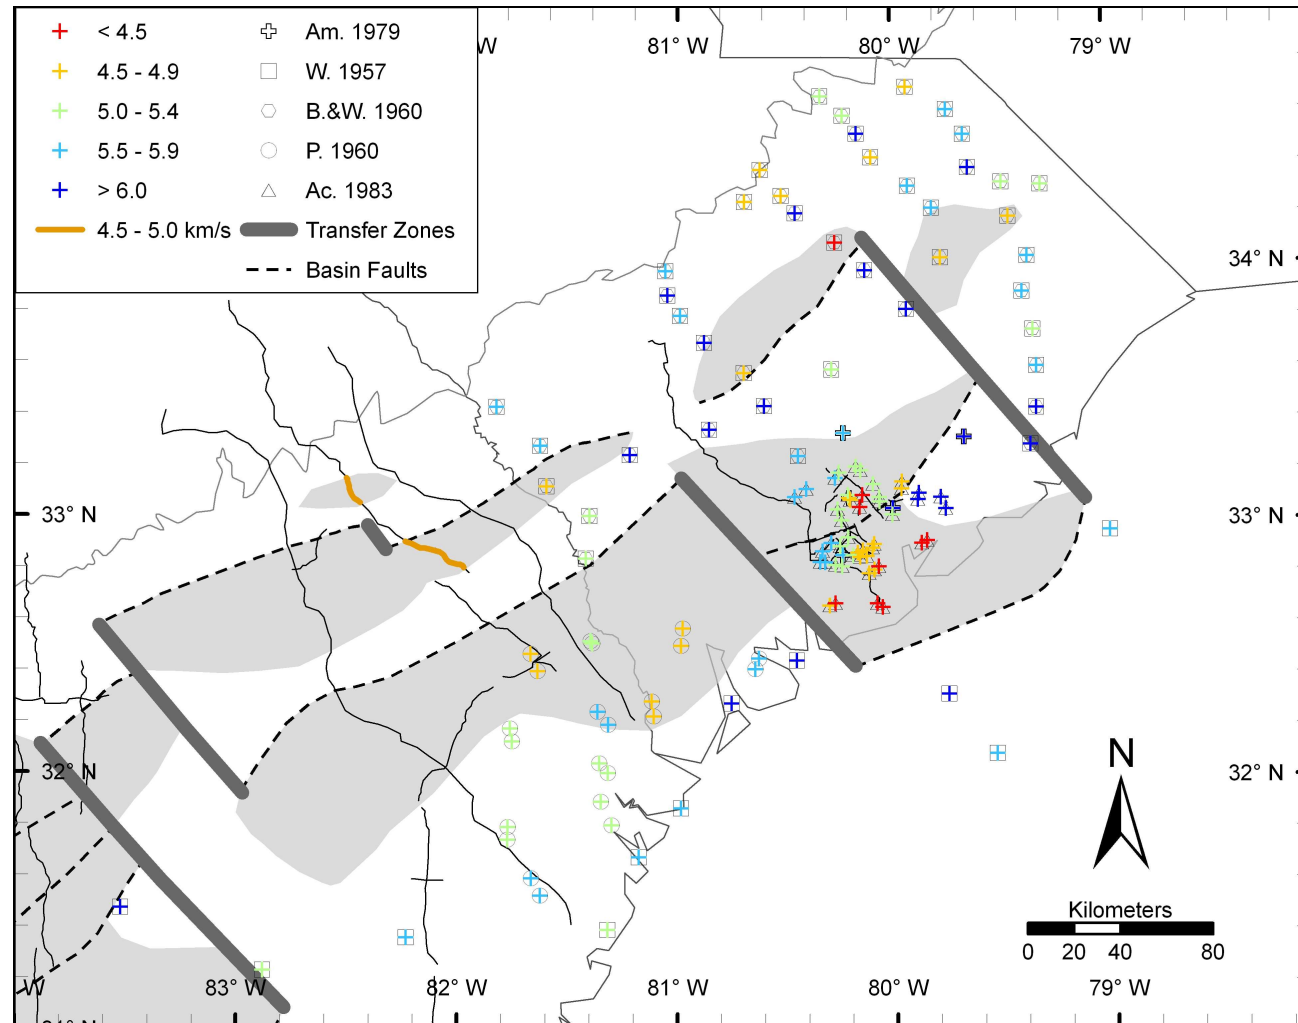 < 4.5 Am. 1979
4.5 - 4.9 W. 1957
5.0 - 5.4 B.&W. 1960
5.5 - 5.9 P. 1960
> 6.0 Ac. 1983
4.5 - 5.0 km/s Transfer Zones
Basin Faults
W 81° W 80° W 79° W
34° N
33° N 33° N
32° N 32° N
N
Kilometers
0 20 40 80
W 83° W 82° W 81° W 80° W 79° W